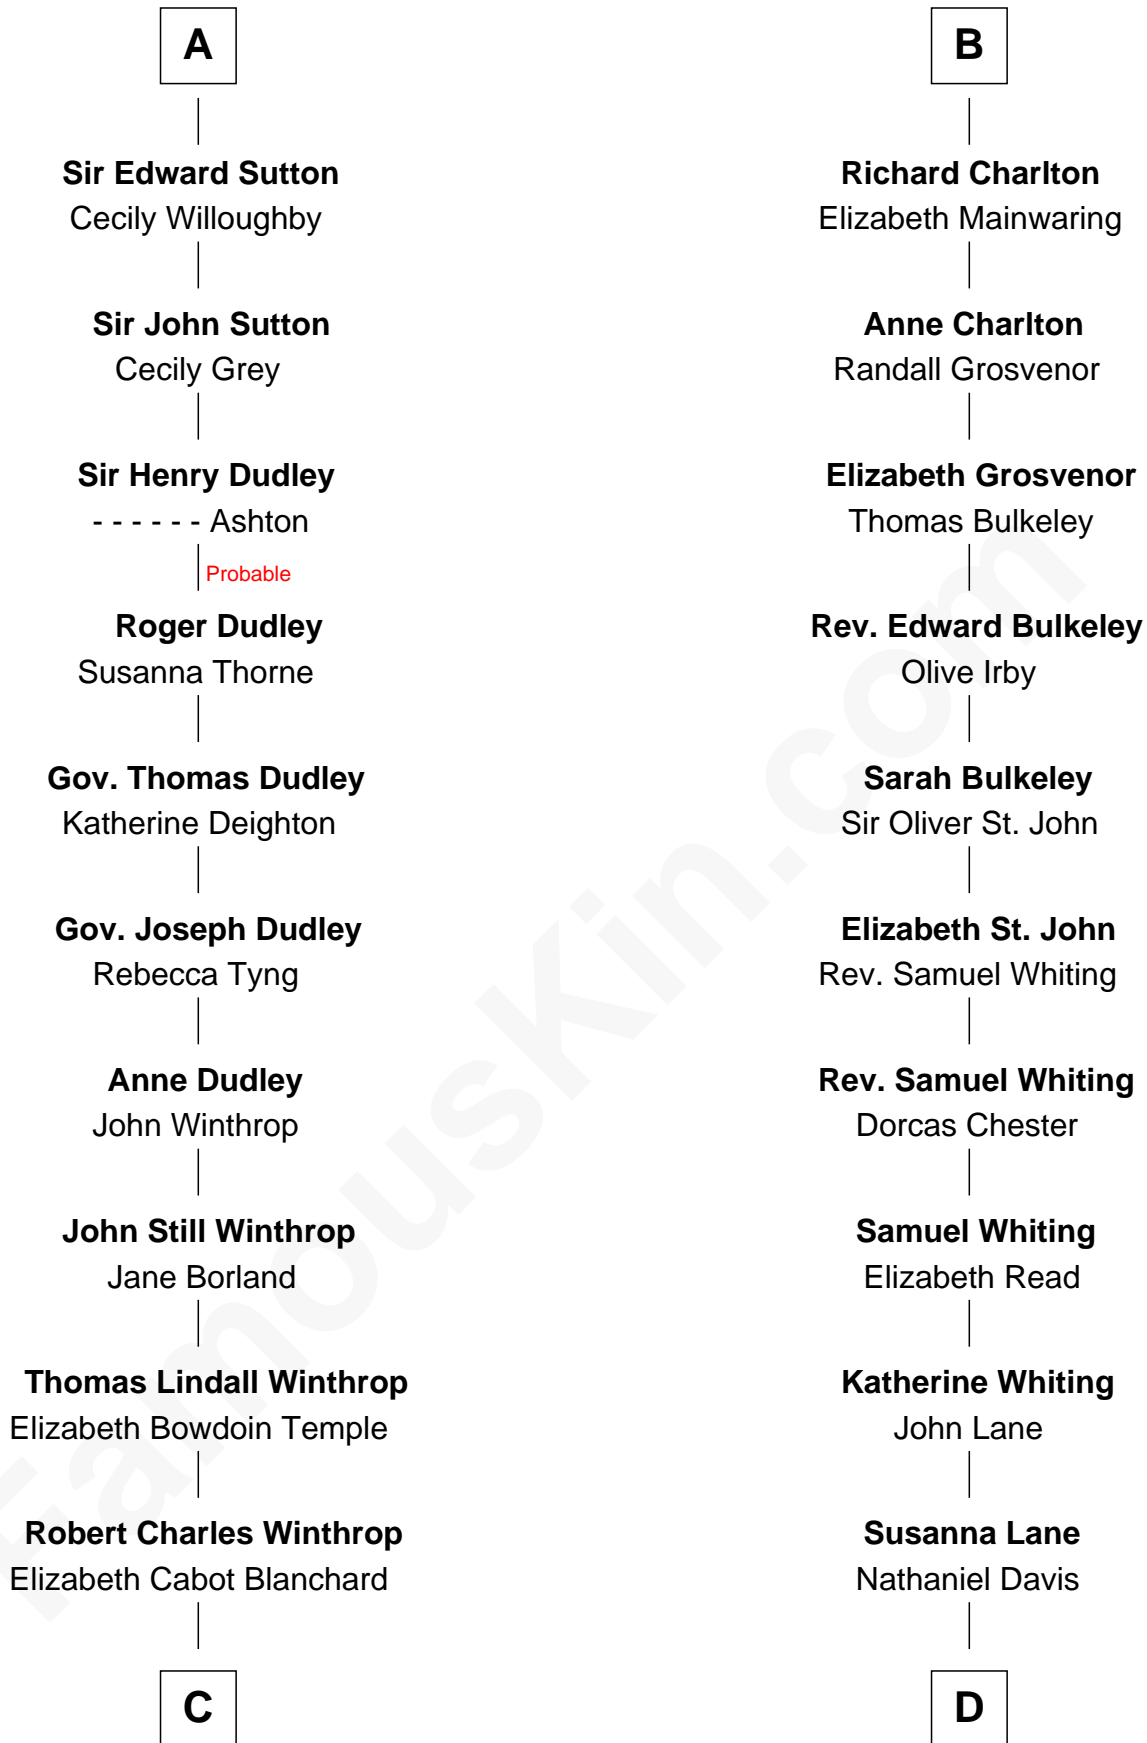 A
Sir Edward Sutton
Cecily Willoughby
Sir John Sutton
Cecily Grey
Sir Henry Dudley
- - - - - - Ashton
Probable
Roger Dudley
Susanna Thorne
Gov. Thomas Dudley
Katherine Deighton
Gov. Joseph Dudley
Rebecca Tyng
Anne Dudley
John Winthrop
John Still Winthrop
Jane Borland
Thomas Lindall Winthrop
Elizabeth Bowdoin Temple
Robert Charles Winthrop
Elizabeth Cabot Blanchard
C
B
Richard Charlton
Elizabeth Mainwaring
Anne Charlton
Randall Grosvenor
Elizabeth Grosvenor
Thomas Bulkeley
Rev. Edward Bulkeley
Olive Irby
Sarah Bulkeley
Sir Oliver St. John
Elizabeth St. John
Rev. Samuel Whiting
Rev. Samuel Whiting
Dorcas Chester
Samuel Whiting
Elizabeth Read
Katherine Whiting
John Lane
Susanna Lane
Nathaniel Davis
D
FamousKin.com